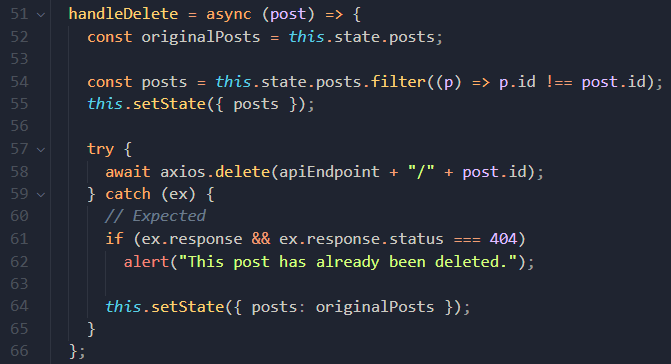 51 handleDelete = async (post) => {
52 const originalPosts = this.state.posts;
53
54 const posts = this.state.posts.filter((p) => p.id !== post.id);
55 this.setState({ posts });
56
57 try {
58 await axios.delete(apiEndpoint + "/" + post.id);
59 } catch (ex) {
60 // Expected
61 if (ex.response && ex.response.status === 404)
62 alert("This post has already been deleted.");
63
64 this.setState({ posts: originalPosts });
65 }
66 };